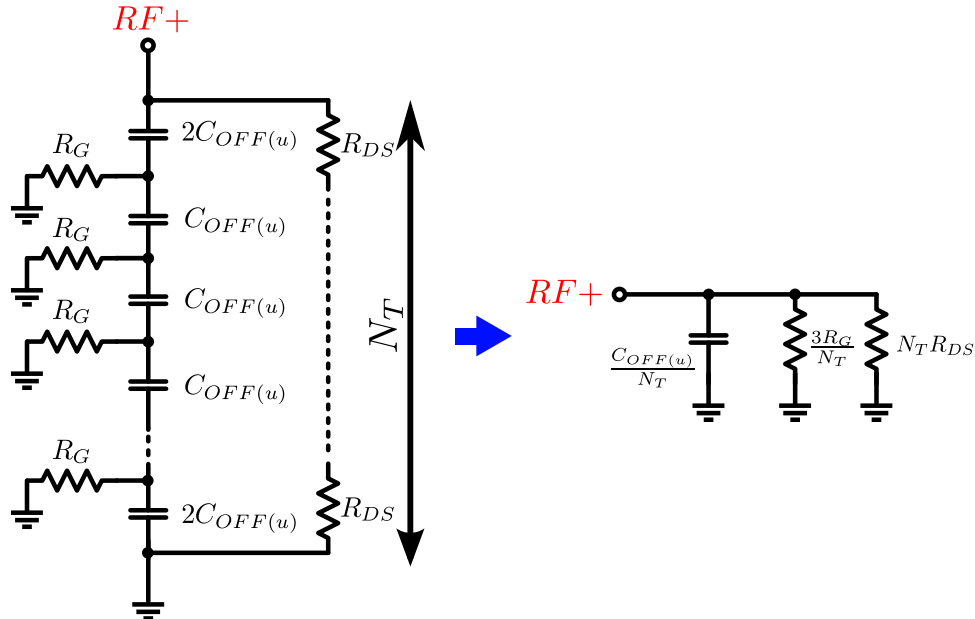 RF+
2C_{OFF(u)}
R_{DS}
R_G
C_{OFF(u)}
R_G
C_{OFF(u)}
R_G
C_{OFF(u)}
N_T
R_G
2C_{OFF(u)}
R_{DS}
RF+
\frac{C_{OFF(u)}}{N_T}
\frac{3R_G}{N_T}
N_T R_{DS}